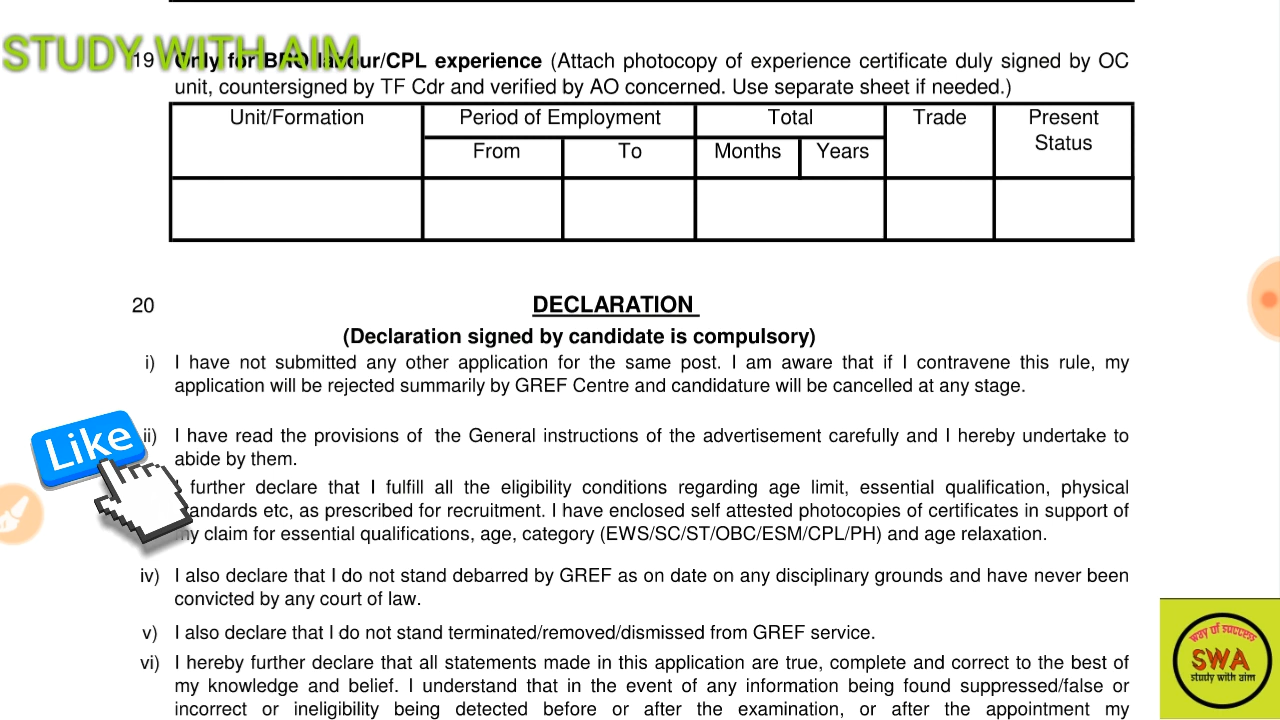 STUDY WITH AIM
19 Only for BRO labour/CPL experience (Attach photocopy of experience certificate duly signed by OC
unit, countersigned by TF Cdr and verified by AO concerned. Use separate sheet if needed.)
Unit/Formation Period of Employment Total Trade Present
Status
From To Months Years
20 DECLARATION
(Declaration signed by candidate is compulsory)
i) I have not submitted any other application for the same post. I am aware that if I contravene this rule, my
application will be rejected summarily by GREF Centre and candidature will be cancelled at any stage.
ii) I have read the provisions of the General instructions of the advertisement carefully and I hereby undertake to
abide by them.
Like
further declare that I fulfill all the eligibility conditions regarding age limit, essential qualification, physical
standards etc, as prescribed for recruitment. I have enclosed self attested photocopies of certificates in support of
my claim for essential qualifications, age, category (EWS/SC/ST/OBC/ESM/CPL/PH) and age relaxation.
iv) I also declare that I do not stand debarred by GREF as on date on any disciplinary grounds and have never been
convicted by any court of law.
v) I also declare that I do not stand terminated/removed/dismissed from GREF service.
vi) I hereby further declare that all statements made in this application are true, complete and correct to the best of
my knowledge and belief. I understand that in the event of any information being found suppressed/false or
incorrect or ineligibility being detected before or after the examination, or after the appointment my
way of success
SWA
study with aim